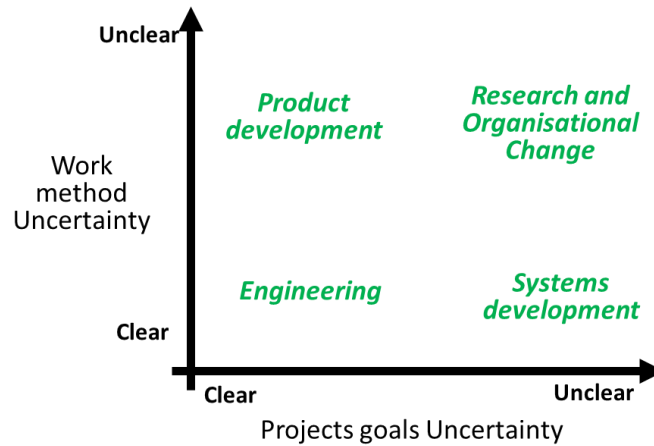 Unclear
Product
development
Research and
Organisational
Change
Work
method
Uncertainty
Engineering
Systems
development
Clear
Clear
Unclear
Projects goals Uncertainty